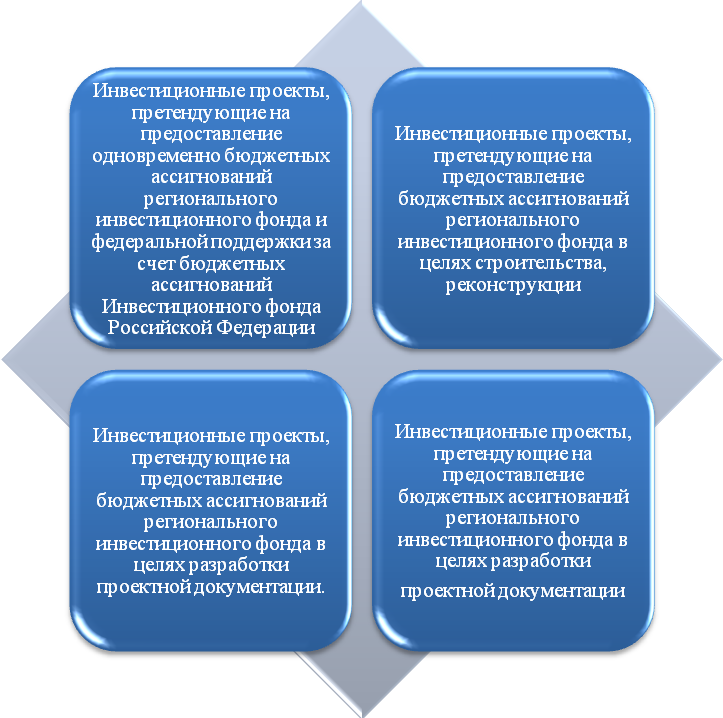 Инвестиционные проекты,
претендующие на
предоставление
одновременно бюджетных
ассигнований
регионального
инвестиционного фонда и
федеральной поддержки за
счет бюджетных
ассигнований
Инвестиционного фонда
Российской Федерации
Инвестиционные проекты,
претендующие на
предоставление
бюджетных ассигнований
регионального
инвестиционного фонда в
целях строительства,
реконструкции
Инвестиционные проекты,
претендующие на
предоставление
бюджетных ассигнований
регионального
инвестиционного фонда в
целях разработки
проектной документации.
Инвестиционные проекты,
претендующие на
предоставление
бюджетных ассигнований
регионального
инвестиционного фонда в
целях разработки
проектной документации